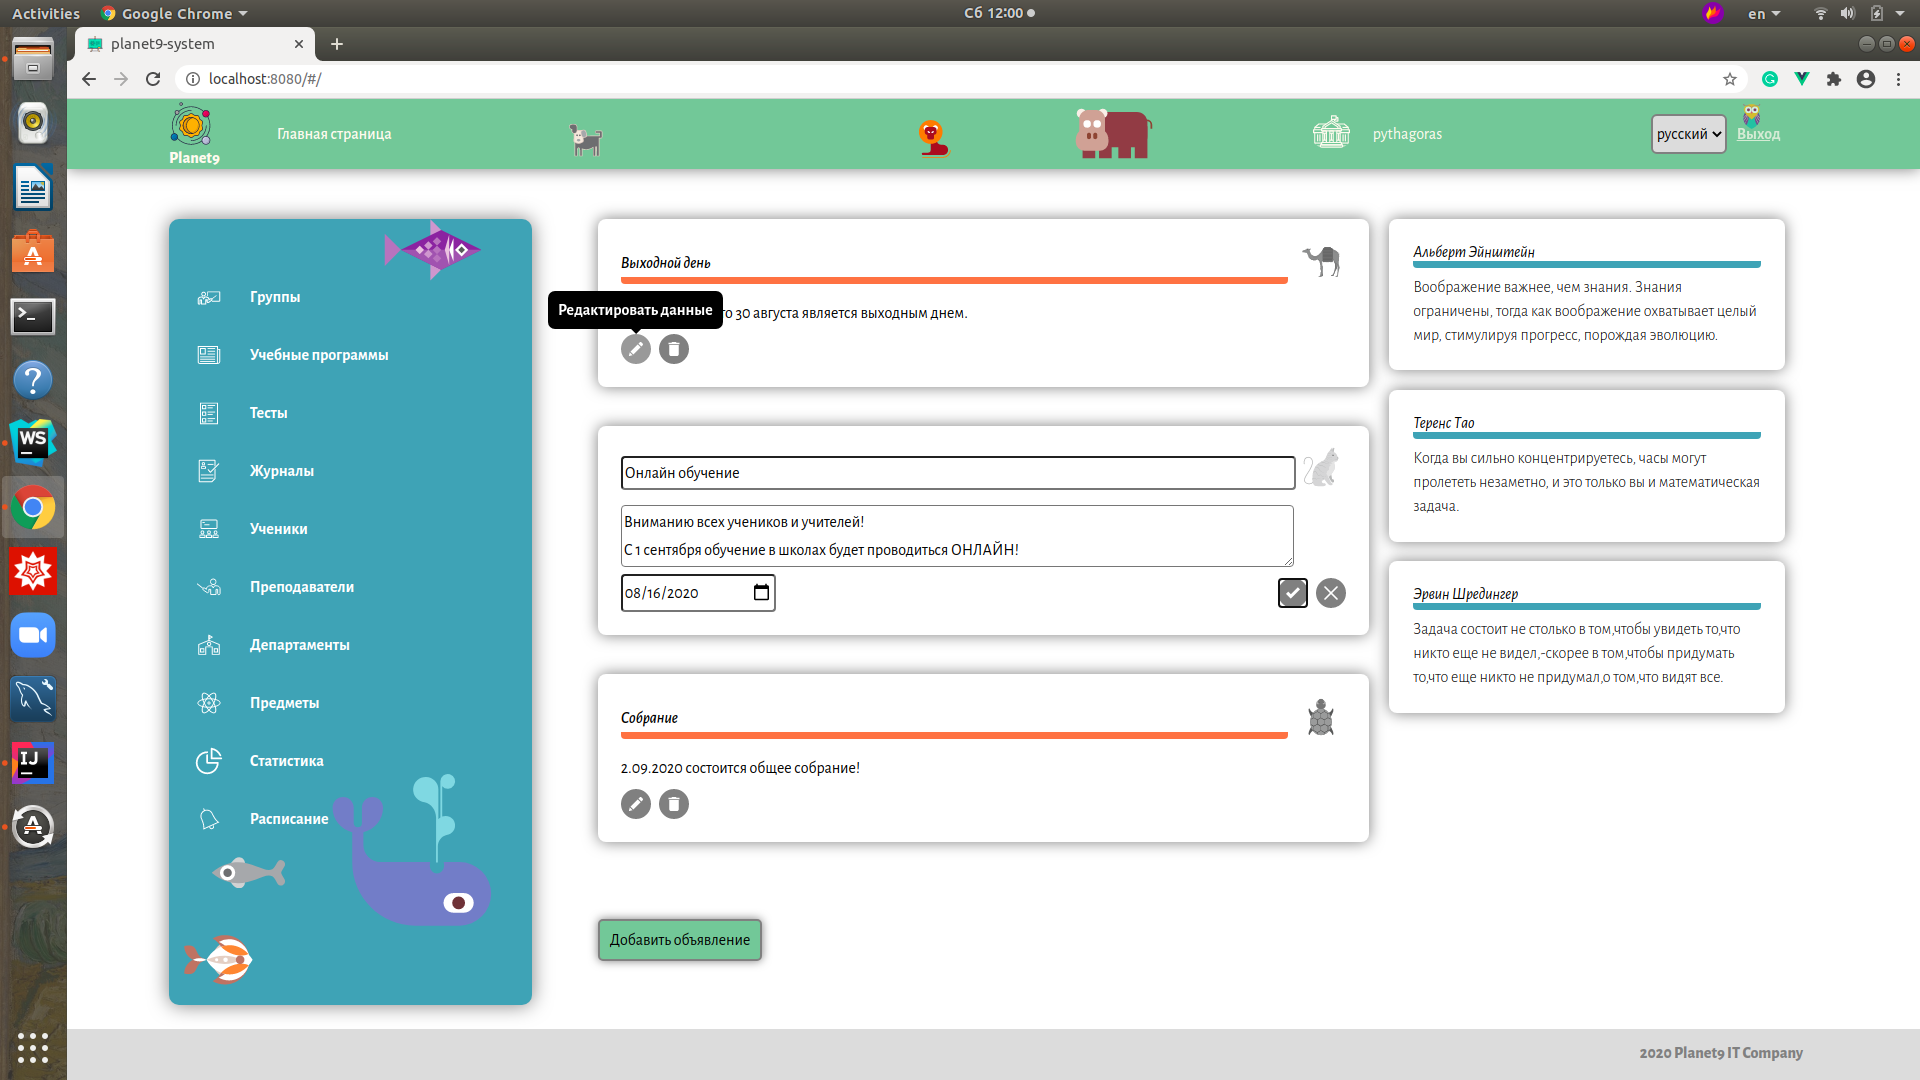 Activities
Google Chrome
Сб 12:00
en
planet9-system
localhost:8080/#/
Planet9
Главная страница
pythagoras
русский
Выход
Группы
Учебные программы
Тесты
Журналы
Ученики
Преподаватели
Департаменты
Предметы
Статистика
Расписание
Выходной день
Редактировать данные
30 августа является выходным днем.
Онлайн обучение
Вниманию всех учеников и учителей!
С 1 сентября обучение в школах будет проводиться ОНЛАЙН!
08/16/2020
Собрание
2.09.2020 состоится общее собрание!
Добавить объявление
Альберт Эйнштейн
Воображение важнее, чем знания. Знания
ограничены, тогда как воображение охватывает целый
мир, стимулируя прогресс, порождая эволюцию.
Теренс Тао
Когда вы сильно концентрируетесь, часы могут
пролететь незаметно, и это только вы и математическая
задача.
Эрвин Шредингер
Задача состоит не столько в том,чтобы увидеть то,что
никто еще не видел,-скорее в том,чтобы придумать
то,что еще никто не придумал,о том,что видят все.
WS
IJ
2020 Planet9 IT Company